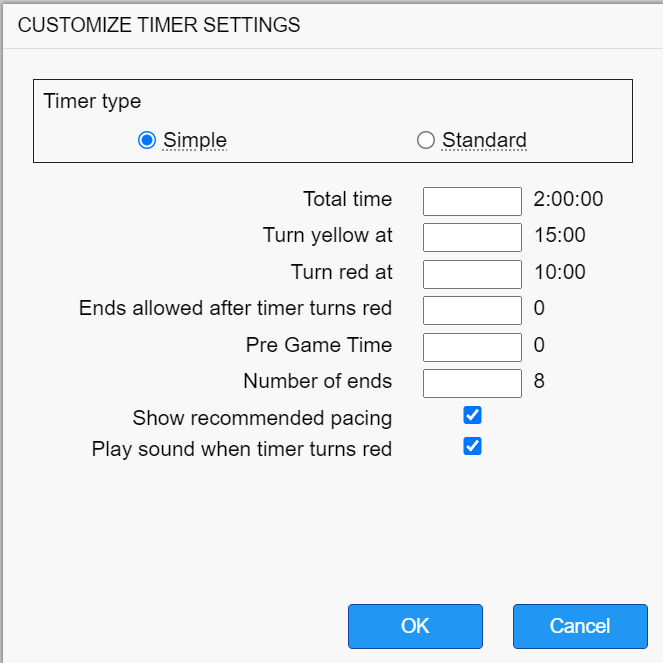 CUSTOMIZE TIMER SETTINGS
Timer type
Simple Standard
Total time 2:00:00
Turn yellow at 15:00
Turn red at 10:00
Ends allowed after timer turns red 0
Pre Game Time 0
Number of ends 8
Show recommended pacing
Play sound when timer turns red
OK Cancel